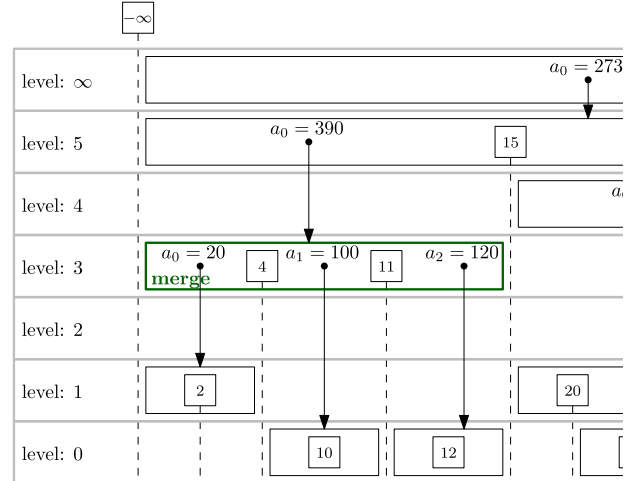 −∞
level: ∞
a₀ = 273
level: 5
a₀ = 390
15
level: 4
level: 3
a₀ = 20
4
a₁ = 100
11
a₂ = 120
merge
level: 2
level: 1
2
20
level: 0
10
12